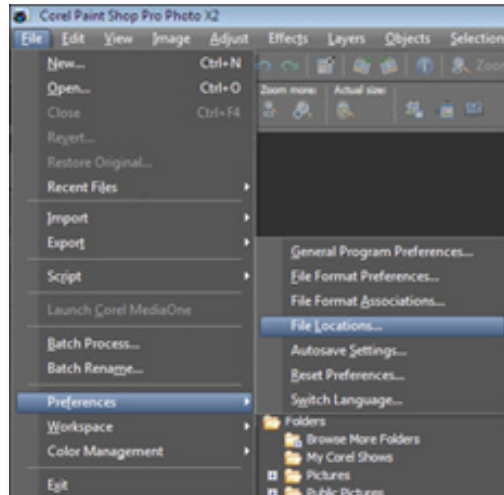 Corel Paint Shop Pro Photo X2
File Edit View Image Adjust Effects Layers Objects Selection
New... Ctrl+N
Open... Ctrl+O
Close Ctrl+F4
Revert...
Restore Original...
Recent Files
Import
Export
Script
Launch Corel MediaOne
Batch Process...
Batch Rename...
Preferences
Workspace
Color Management
Exit
Zoom
Zoom more: Actual size:
General Program Preferences...
File Format Preferences...
File Format Associations...
File Locations...
Autosave Settings...
Reset Preferences...
Switch Language...
Folders
Browse More Folders
My Corel Shows
Pictures
Public Pictures